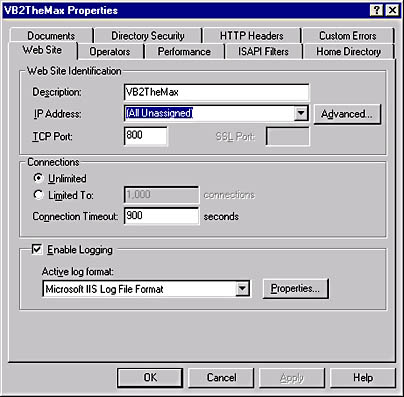 VB2TheMax Properties
Documents Directory Security HTTP Headers Custom Errors
Web Site Operators Performance ISAPI Filters Home Directory
Web Site Identification
Description: VB2TheMax
IP Address: (All Unassigned) Advanced...
TCP Port: 800 SSL Port:
Connections
Unlimited
Limited To: 1,000 connections
Connection Timeout: 900 seconds
Enable Logging
Active log format:
Microsoft IIS Log File Format Properties...
OK Cancel Apply Help